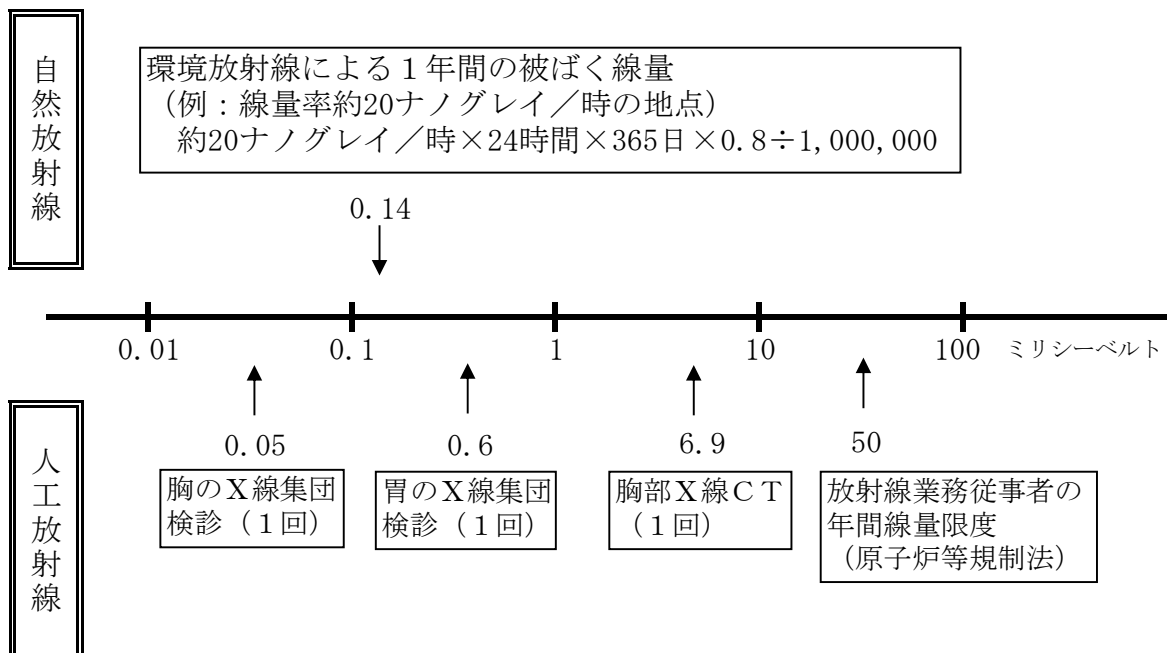 自然放射線
環境放射線による１年間の被ばく線量
（例：線量率約20ナノグレイ／時の地点）
約20ナノグレイ／時×24時間×365日×0.8÷1,000,000
0.14
0.01 0.1 1 10 100 ミリシーベルト
人工放射線
0.05
胸のＸ線集団
検診（１回）
0.6
胃のＸ線集団
検診（１回）
6.9
胸部Ｘ線ＣＴ
（１回）
50
放射線業務従事者の
年間線量限度
（原子炉等規制法）